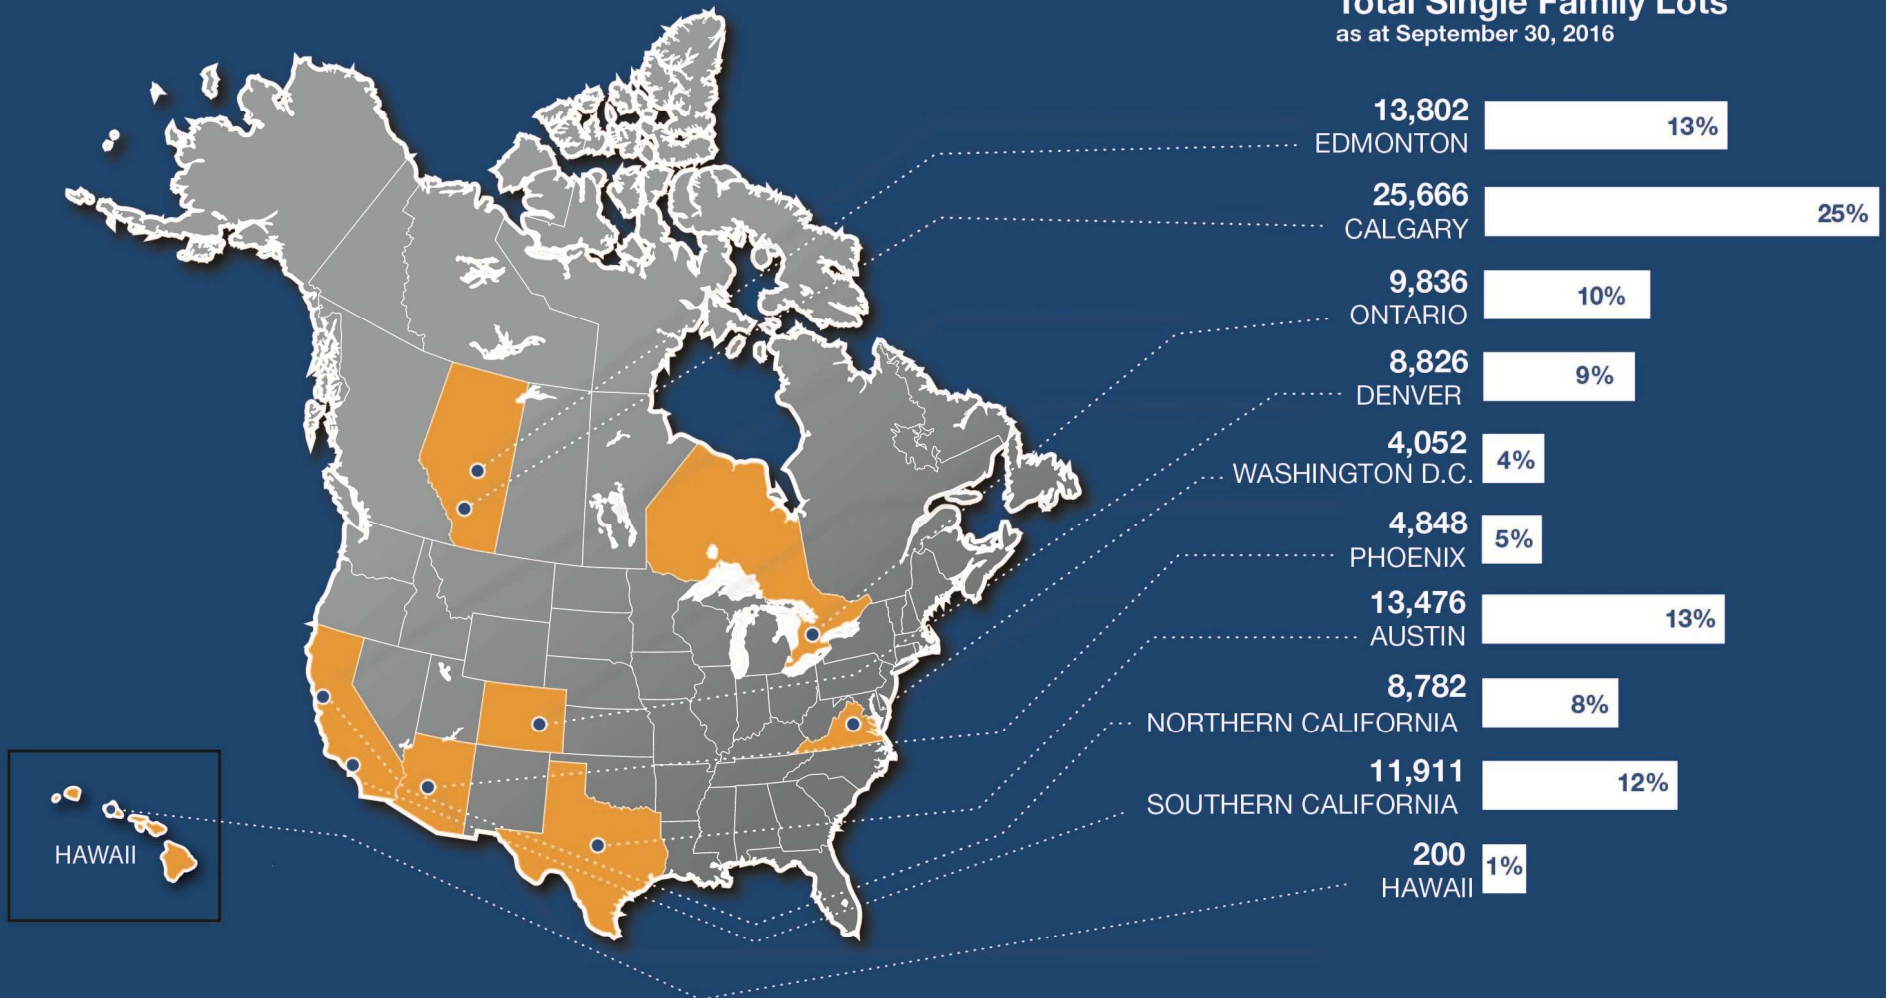 Total Single Family Lots
as at September 30, 2016
13,802
EDMONTON
13%
25,666
CALGARY
25%
9,836
ONTARIO
10%
8,826
DENVER
9%
4,052
WASHINGTON D.C.
4%
4,848
PHOENIX
5%
13,476
AUSTIN
13%
8,782
NORTHERN CALIFORNIA
8%
11,911
SOUTHERN CALIFORNIA
12%
200
HAWAII
1%
HAWAII